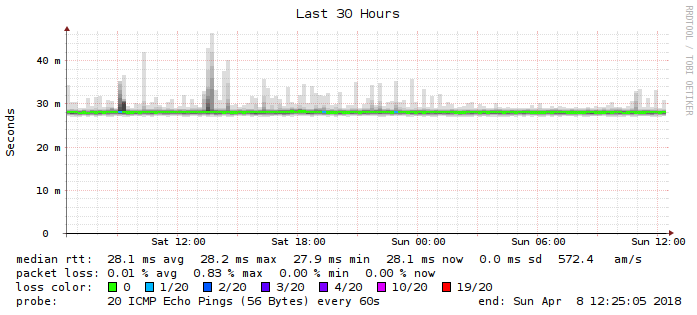 Last 30 Hours
RRDTOOL / TOBI OETIKER
Seconds
40 m
30 m
20 m
10 m
0
Sat 12:00 Sat 18:00 Sun 00:00 Sun 06:00 Sun 12:00
median rtt: 28.1 ms avg 28.2 ms max 27.9 ms min 28.1 ms now 0.0 ms sd 572.4 am/s
packet loss: 0.01 % avg 0.83 % max 0.00 % min 0.00 % now
loss color: 0 1/20 2/20 3/20 4/20 10/20 19/20
probe: 20 ICMP Echo Pings (56 Bytes) every 60s end: Sun Apr 8 12:25:05 2018